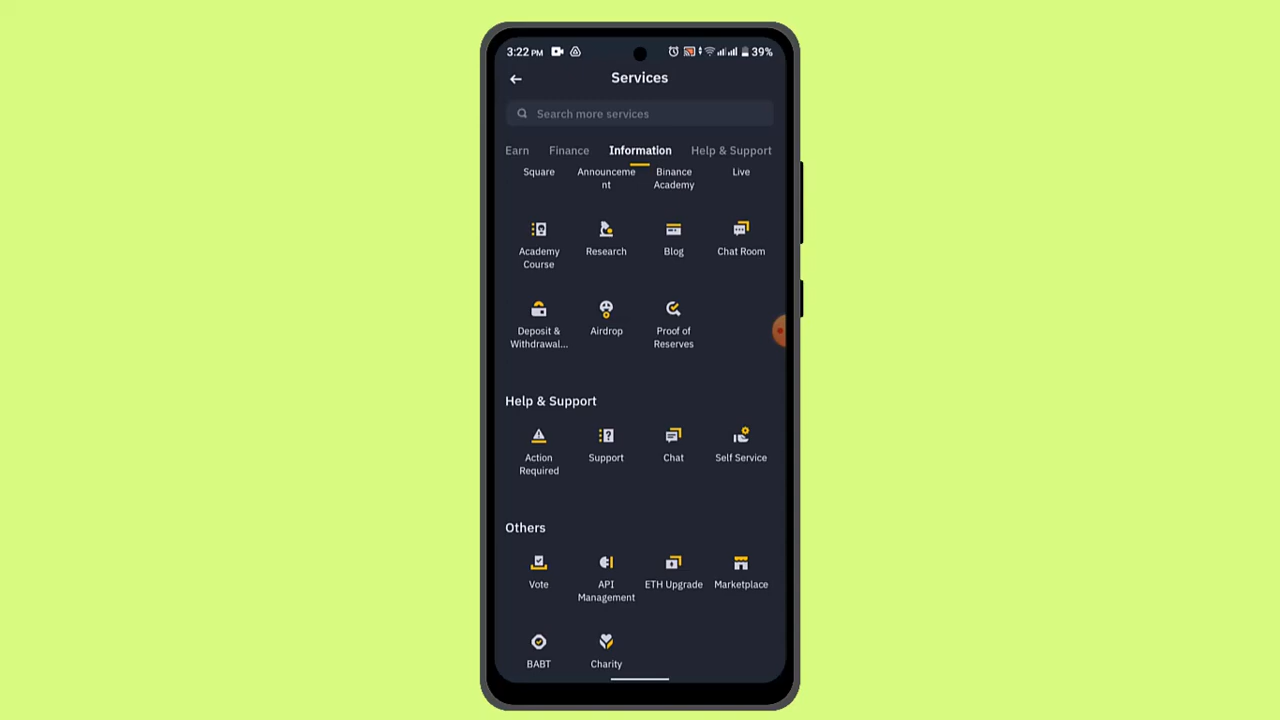 3:22 PM 39%
Services
Search more services
Earn Finance Information Help & Support
Square Announceme Binance Live
nt Academy
Academy Research Blog Chat Room
Course
Deposit & Airdrop Proof of
Withdrawal... Reserves
Help & Support
Action Support Chat Self Service
Required
Others
Vote API ETH Upgrade Marketplace
Management
BABT Charity